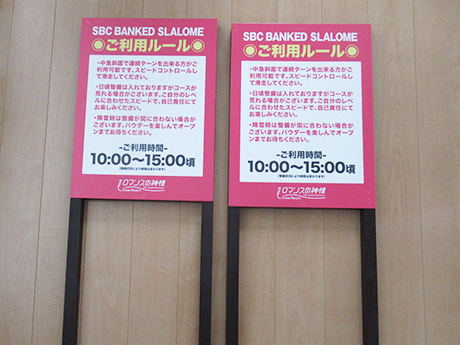 SBC BANKED SLALOME
◎ご利用ルール◎
・中急斜面で連続ターンを出来る方がご
利用可能です。スピードコントロールし
て滑走してください。
・日頃整備は入れておりますがコースが
荒れる場合がございます。ご自分のレベ
ルに合わせたスピードで、自己責任にて
お楽しみください。
・降雪時は整備が間に合わない場合が
ございます。パウダーを楽しんでオープ
ンまでお待ちください。
-ご利用時間-
10:00～15:00頃
ロマンスの神様
SBC BANKED SLALOME
◎ご利用ルール◎
・中急斜面で連続ターンを出来る方がご
利用可能です。スピードコントロールし
て滑走してください。
・日頃整備は入れておりますがコースが
荒れる場合がございます。ご自分のレベ
ルに合わせたスピードで、自己責任にて
お楽しみください。
・降雪時は整備が間に合わない場合が
ございます。パウダーを楽しんでオープ
ンまでお待ちください。
-ご利用時間-
10:00～15:00頃
ロマンスの神様